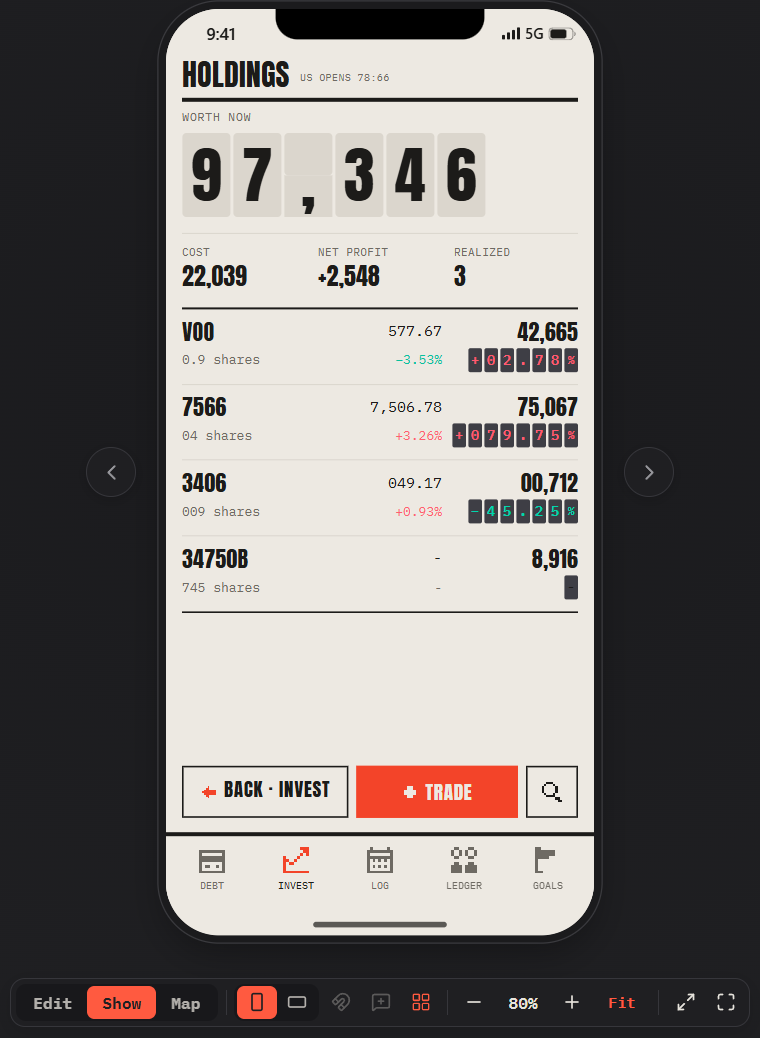 9:41 5G
HOLDINGS US OPENS 78:66
WORTH NOW
97,346
COST NET PROFIT REALIZED
22,039 +2,548 3
VOO 577.67 42,665
0.9 shares −3.53% +02.78%
7566 7,506.78 75,067
04 shares +3.26% +079.75%
3406 049.17 00,712
009 shares +0.93% −45.25%
34750B - 8,916
745 shares - -
BACK · INVEST TRADE
DEBT INVEST LOG LEDGER GOALS
Edit Show Map 80% Fit